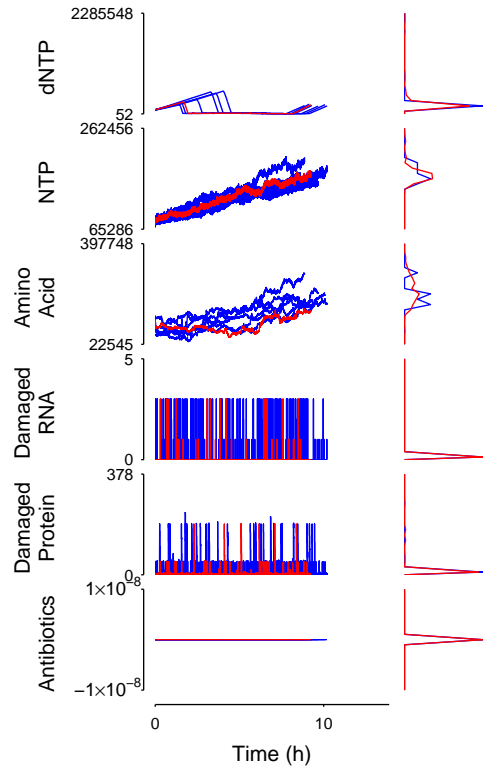 2285548
dNTP
52
262456
NTP
65286
397748
Amino
Acid
22545
5
Damaged
RNA
0
378
Damaged
Protein
0
1×10⁻⁸
Antibiotics
−1×10⁻⁸
0 10
Time (h)